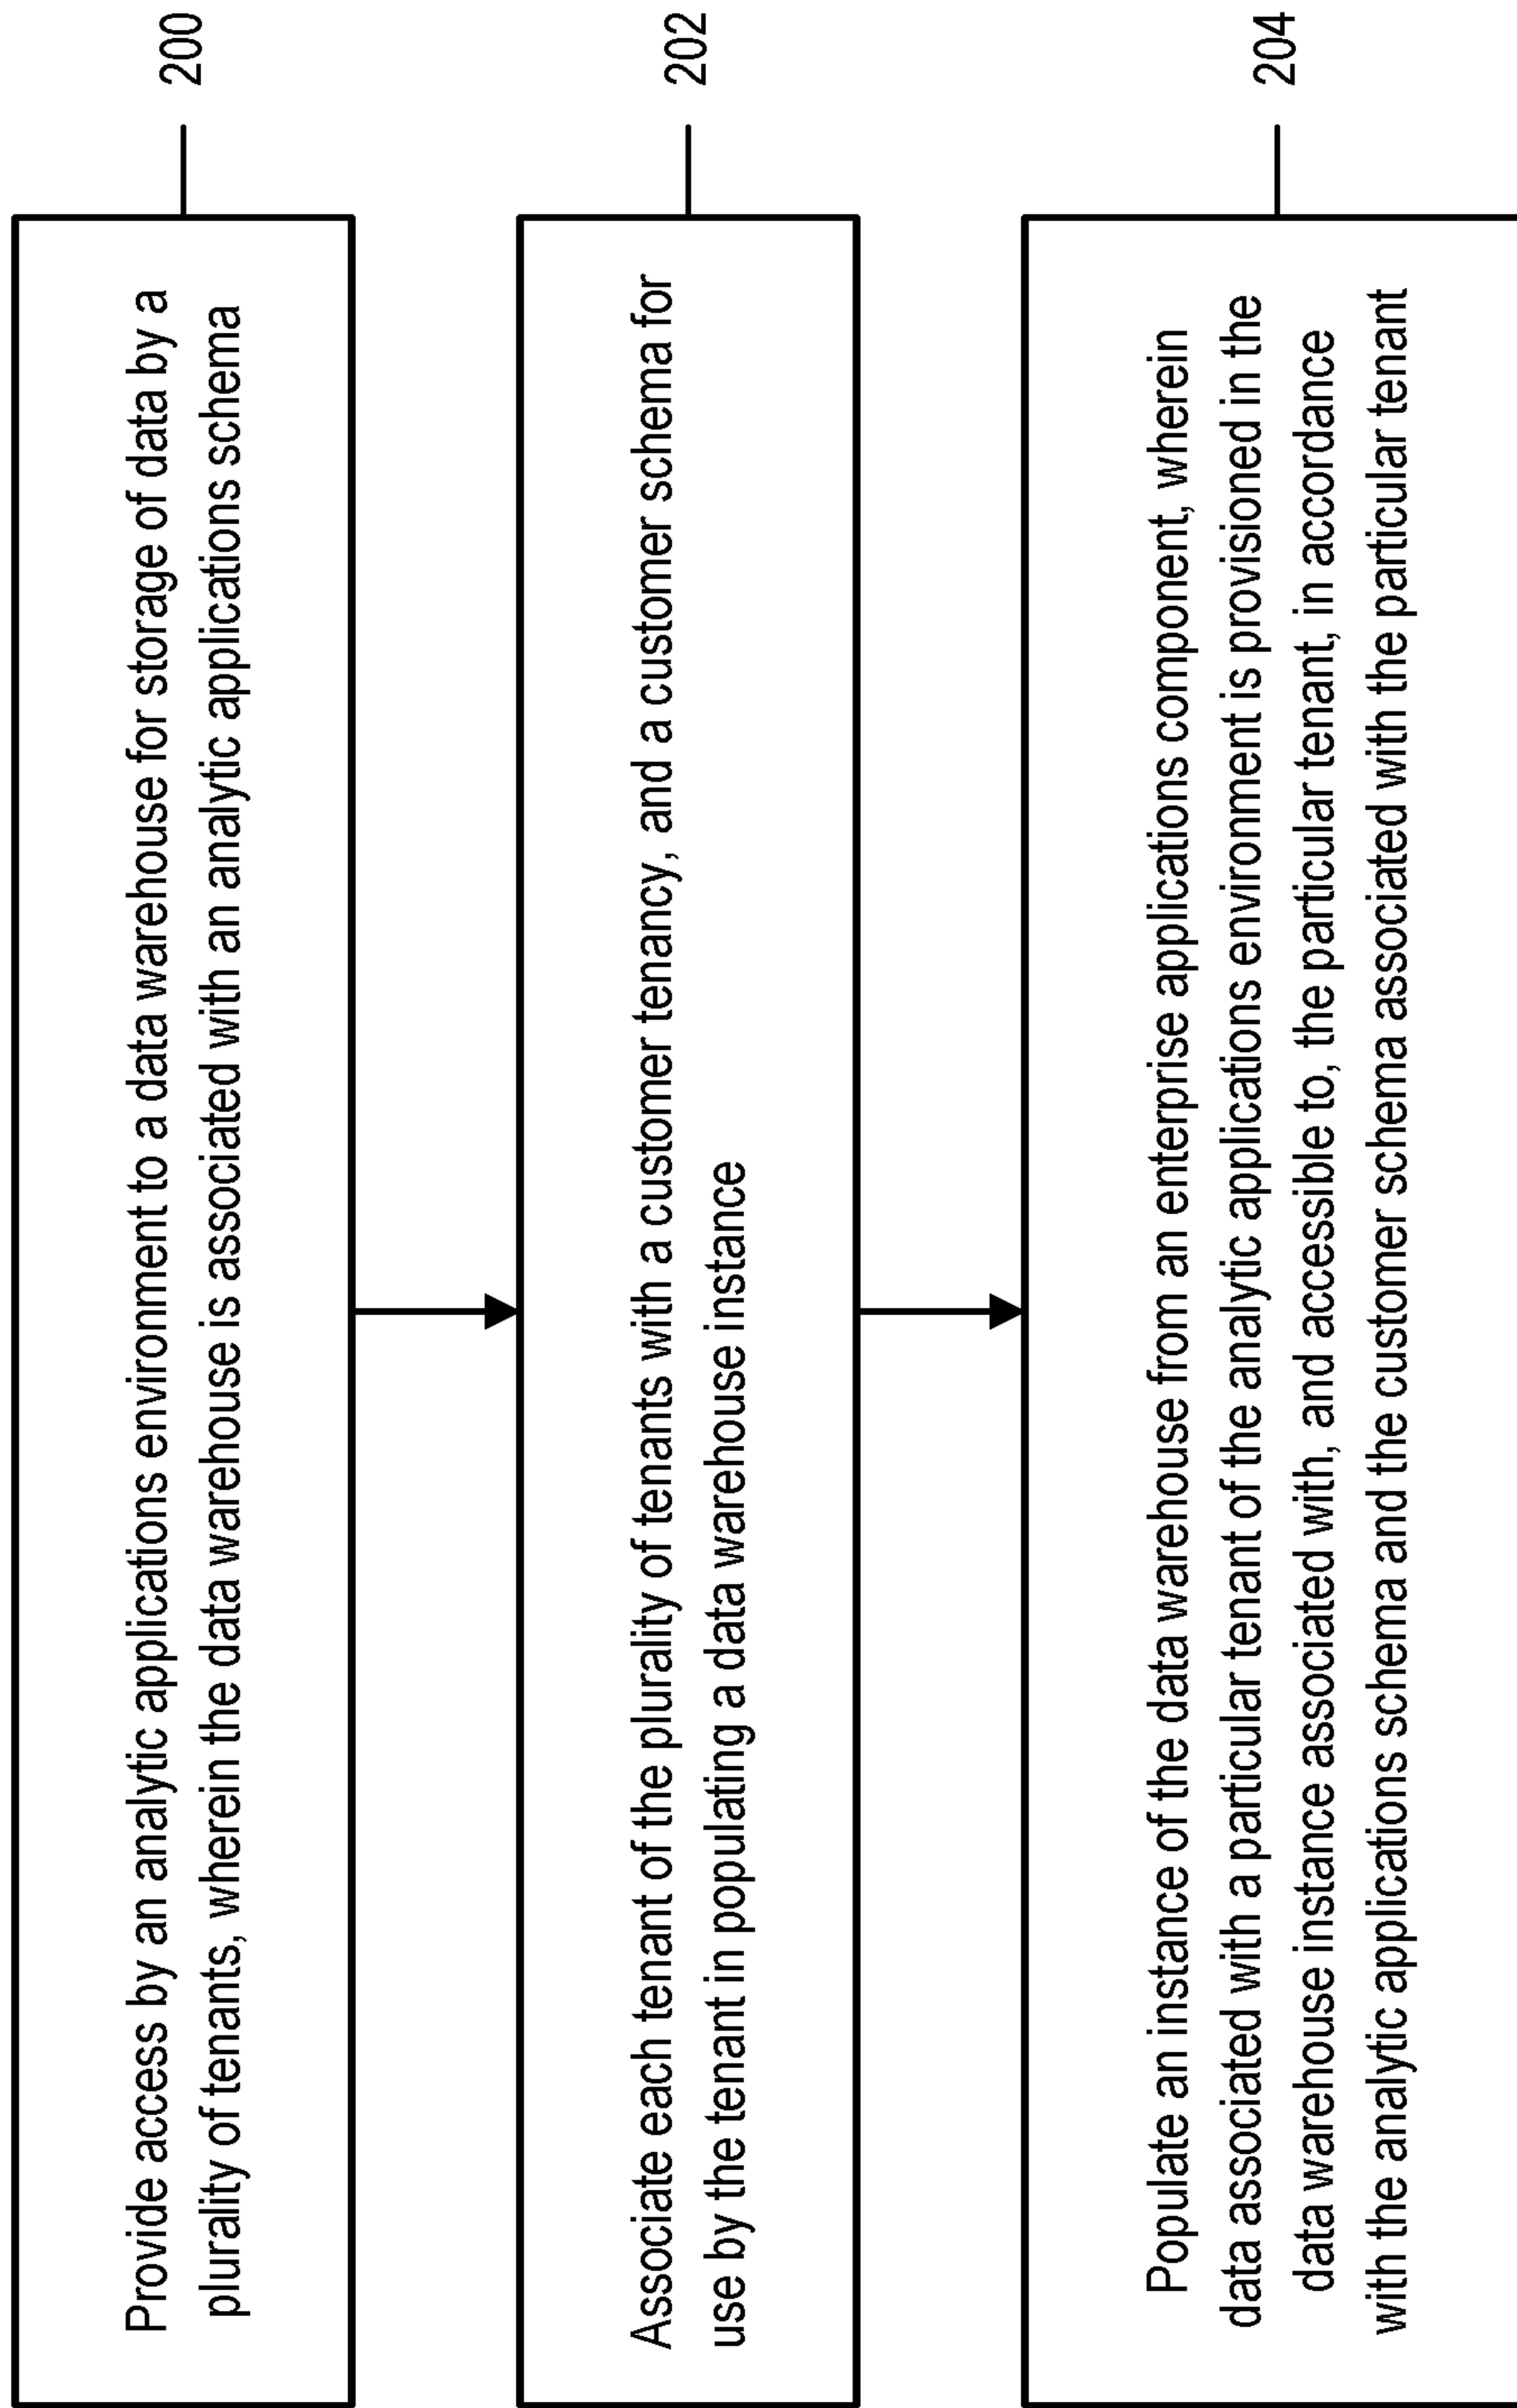 Provide access by an analytic applications environment to a data warehouse for storage of data by a
plurality of tenants, wherein the data warehouse is associated with an analytic applications schema
200
Associate each tenant of the plurality of tenants with a customer tenancy, and a customer schema for
use by the tenant in populating a data warehouse instance
202
Populate an instance of the data warehouse from an enterprise applications component, wherein
data associated with a particular tenant of the analytic applications environment is provisioned in the
data warehouse instance associated with, and accessible to, the particular tenant, in accordance
with the analytic applications schema and the customer schema associated with the particular tenant
204